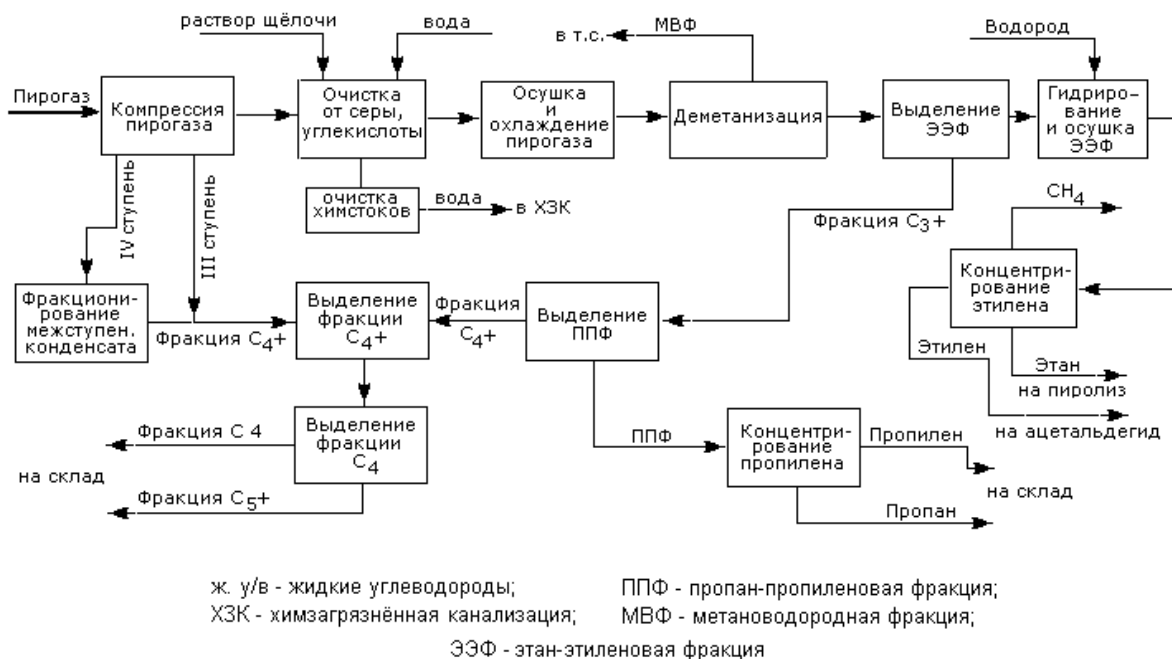 раствор щёлочи
вода
в т.с.
МВФ
Водород
Пирогаз
Компрессия
пирогаза
Очистка
от серы,
углекислоты
Осушка
и
охлаждение
пирогаза
Деметанизация
Выделение
ЭЭФ
Гидриро–
вание
и осушка
ЭЭФ
IV ступень
III ступень
очистка
химстоков
вода
в ХЗК
Фракция С3+
СН4
Фракциони-
рование
межступен.
конденсата
Фракция С4+
Выделение
фракции
С4+
Фракция
С4+
Выделение
ППФ
Концентри-
рование
этилена
Этилен
Этан
на пиролиз
на ацетальдегид
Выделение
фракции
С4
Фракция С 4
на склад
Фракция С5+
ППФ
Концентри-
рование
пропилена
Пропилен
на склад
Пропан
ж. у/в - жидкие углеводороды;
ППФ - пропан-пропиленовая фракция;
ХЗК - химзагрязнённая канализация;
МВФ - метановодородная фракция;
ЭЭФ - этан-этиленовая фракция